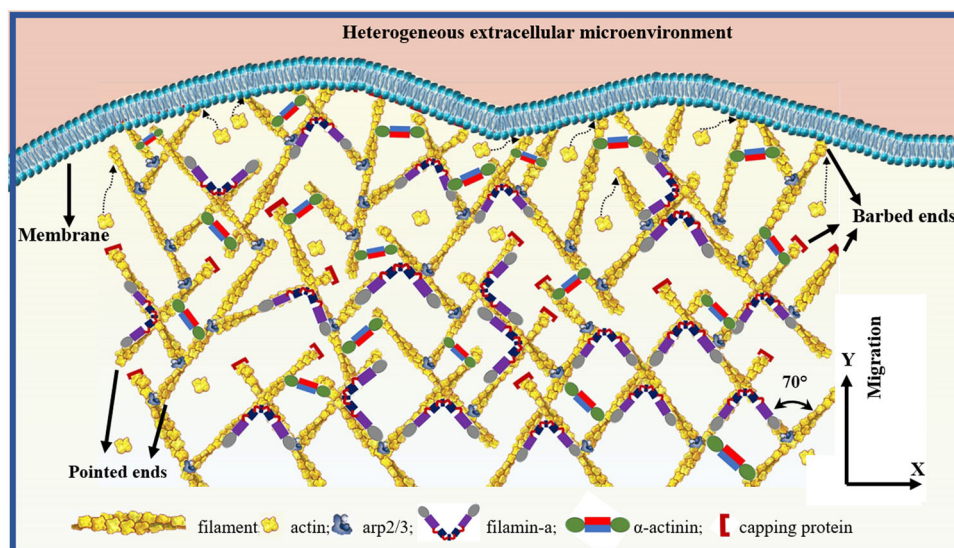 Heterogeneous extracellular microenvironment
Membrane
Barbed ends
Y
Migration
70°
X
Pointed ends
filament; actin; arp2/3; filamin-a; α-actinin; capping protein